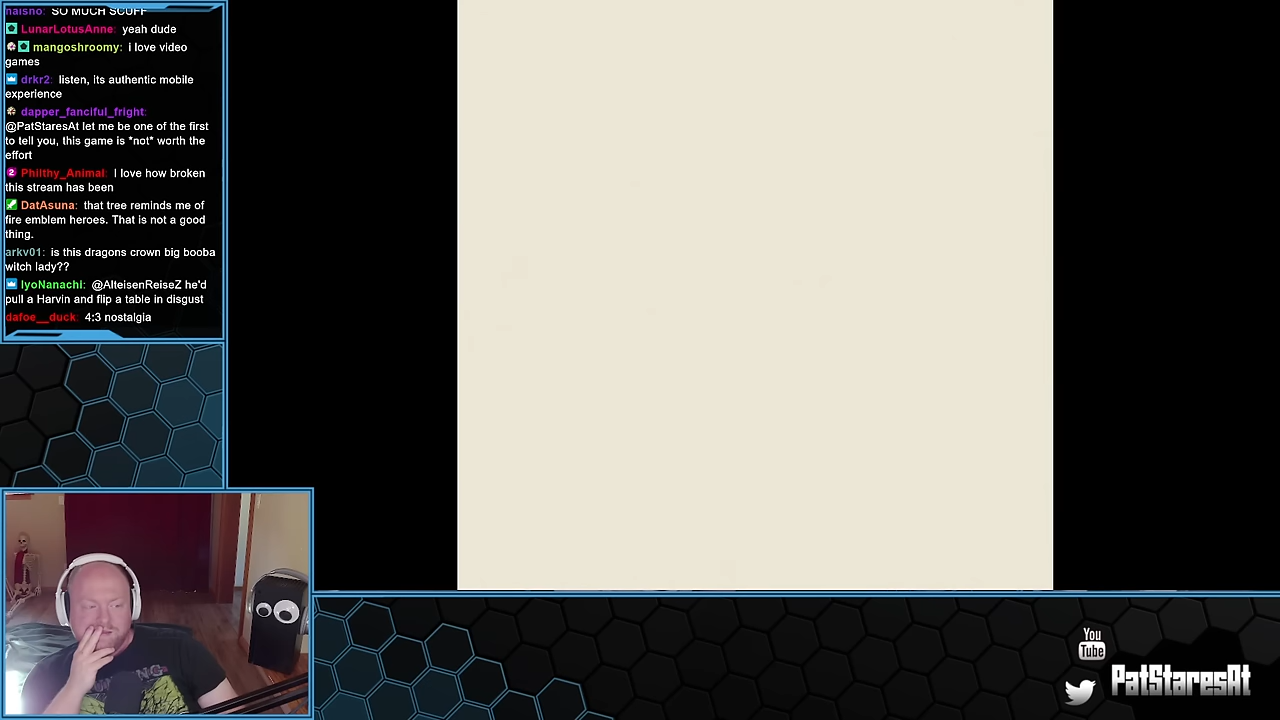 naisho: SO MUCH SCUFF
LunarLotusAnne: yeah dude
mangoshroomy: i love video
games
drkr2: listen, its authentic mobile
experience
dapper_fanciful_fright:
@PatStaresAt let me be one of the first
to tell you, this game is *not* worth the
effort
2 Philthy_Animal: I love how broken
this stream has been
DatAsuna: that tree reminds me of
fire emblem heroes. That is not a good
thing.
arkv01: is this dragons crown big booba
witch lady??
IyoNanachi: @AlteisenReiseZ he'd
pull a Harvin and flip a table in disgust
dafoe__duck: 4:3 nostalgia
You
Tube
PatStaresAt